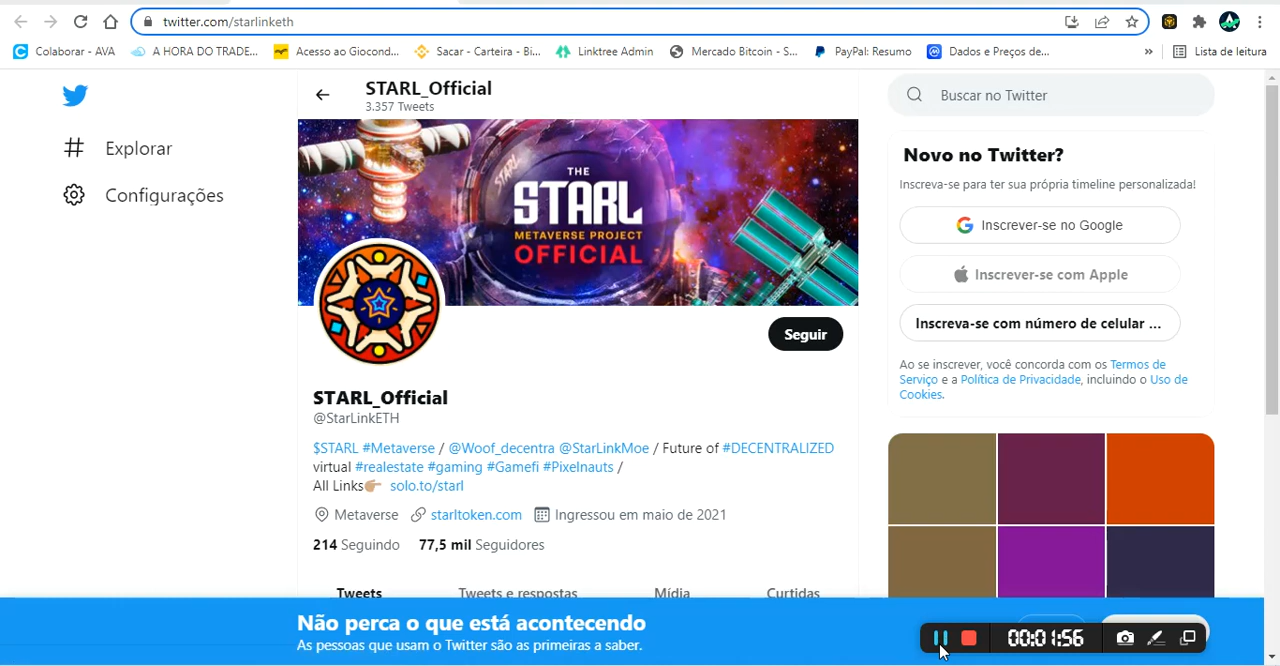 twitter.com/starlinketh
Colaborar - AVA
A HORA DO TRADE...
Acesso ao Giocond...
Sacar - Carteira - Bi...
Linktree Admin
Mercado Bitcoin - S...
PayPal: Resumo
Dados e Preços de...
»
Lista de leitura
STARL_Official
3.357 Tweets
Buscar no Twitter
Explorar
Configurações
STARL
THE
STARL
METAVERSE PROJECT
OFFICIAL
Seguir
STARL_Official
@StarLinkETH
$STARL #Metaverse / @Woof_decentra @StarLinkMoe / Future of #DECENTRALIZED
virtual #realestate #gaming #Gamefi #Pixelnauts /
All Links👉 solo.to/starl
Metaverse starltoken.com Ingressou em maio de 2021
214 Seguindo 77,5 mil Seguidores
Tweets Tweets e respostas Mídia Curtidas
Novo no Twitter?
Inscreva-se para ter sua própria timeline personalizada!
Inscrever-se no Google
Inscrever-se com Apple
Inscreva-se com número de celular ...
Ao se inscrever, você concorda com os Termos de
Serviço e a Política de Privacidade, incluindo o Uso de
Cookies.
Não perca o que está acontecendo
As pessoas que usam o Twitter são as primeiras a saber.
00:01:56